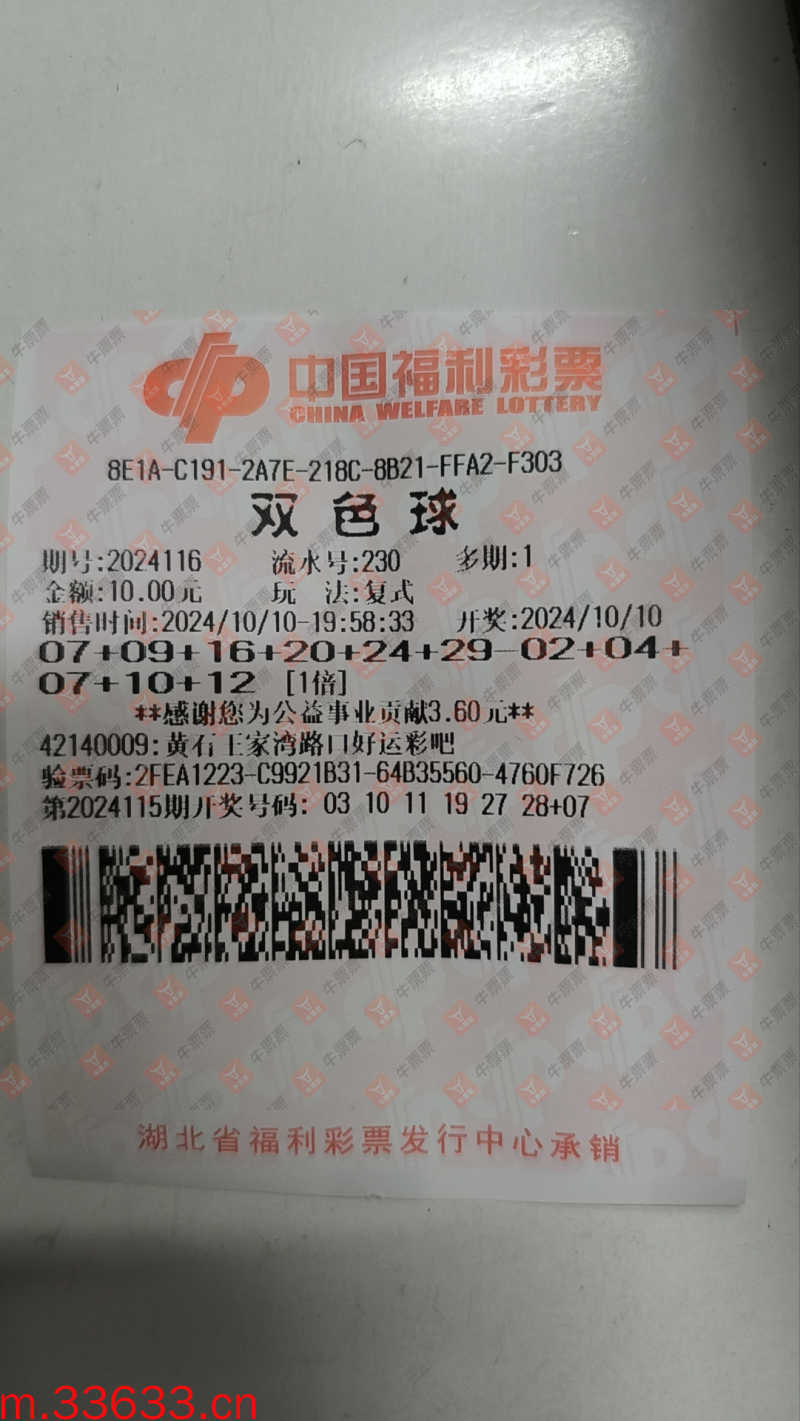 中国福利彩票
CHINA WELFARE LOTTERY
8E1A-C191-2A7E-218C-8B21-FFA2-F303
双色球
期号:2024116 流水号:230 多期:1
金额:10.00元 玩 法:复式
销售时间:2024/10/10-19:58:33 开奖:2024/10/10
07+09+16+20+24+29-02+04+
07+10+12 [1倍]
**感谢您为公益事业贡献3.60元**
42140009:黄石王家湾路口好运彩吧
验票码:2FEA1223-C9921B31-64B35560-4760F726
第2024115期开奖号码: 03 10 11 19 27 28+07
湖北省福利彩票发行中心承销
牛票票
m.33633.cn